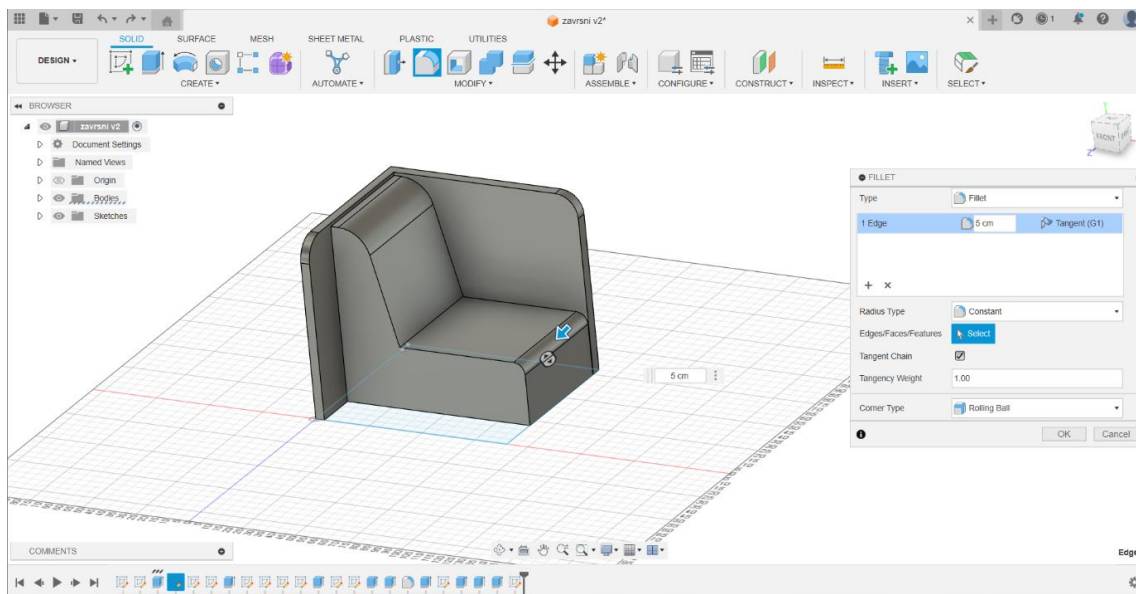 zavrsni v2*
1
DESIGN
SOLID SURFACE MESH SHEET METAL PLASTIC UTILITIES
CREATE AUTOMATE MODIFY ASSEMBLE CONFIGURE CONSTRUCT INSPECT INSERT SELECT
BROWSER
zavrsni v2
Document Settings
Named Views
Origin
Bodies
Sketches
Y
FRONT
Z
FILLET
Type Fillet
1 Edge 5 cm Tangent (G1)
Radius Type Constant
Edges/Faces/Features Select
Tangent Chain
Tangency Weight 1.00
Corner Type Rolling Ball
OK Cancel
5 cm
COMMENTS
Edge